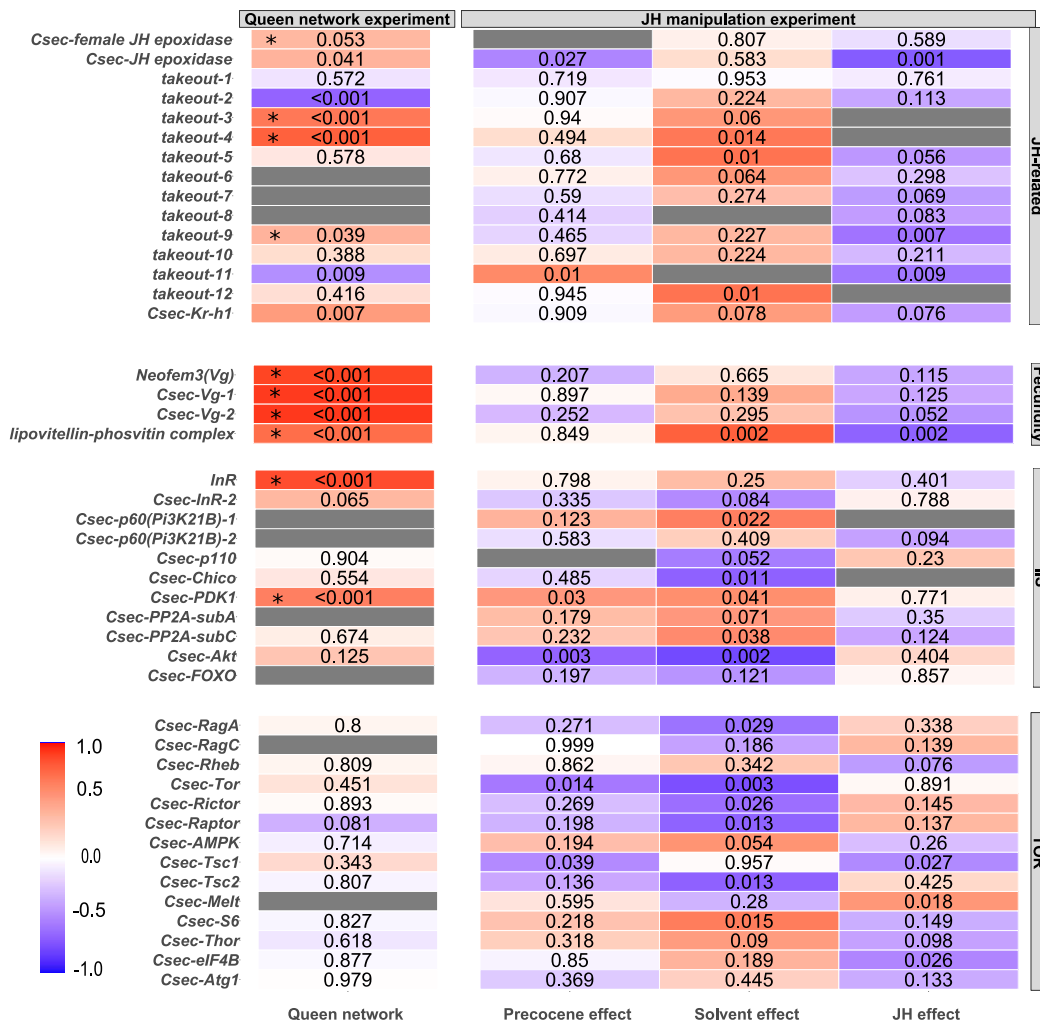 Queen network experiment JH manipulation experiment
Csec-female JH epoxidase * 0.053 0.807 0.589
Csec-JH epoxidase 0.041 0.027 0.583 0.001
takeout-1 0.572 0.719 0.953 0.761
takeout-2 <0.001 0.907 0.224 0.113
takeout-3 * <0.001 0.94 0.06
takeout-4 * <0.001 0.494 0.014
takeout-5 0.578 0.68 0.01 0.056
takeout-6 0.772 0.064 0.298
takeout-7 0.59 0.274 0.069
takeout-8 0.414 0.083
takeout-9 * 0.039 0.465 0.227 0.007
takeout-10 0.388 0.697 0.224 0.211
takeout-11 0.009 0.01 0.009
takeout-12 0.416 0.945 0.01
Csec-Kr-h1 0.007 0.909 0.078 0.076
JH-related
Neofem3(Vg) * <0.001 0.207 0.665 0.115
Csec-Vg-1 * <0.001 0.897 0.139 0.125
Csec-Vg-2 * <0.001 0.252 0.295 0.052
lipovitellin-phosvitin complex * <0.001 0.849 0.002 0.002
Fecundity
InR * <0.001 0.798 0.25 0.401
Csec-InR-2 0.065 0.335 0.084 0.788
Csec-p60(Pi3K21B)-1 0.123 0.022
Csec-p60(Pi3K21B)-2 0.583 0.409 0.094
Csec-p110 0.904 0.052 0.23
Csec-Chico 0.554 0.485 0.011
Csec-PDK1 * <0.001 0.03 0.041 0.771
Csec-PP2A-subA 0.179 0.071 0.35
Csec-PP2A-subC 0.674 0.232 0.038 0.124
Csec-Akt 0.125 0.003 0.002 0.404
Csec-FOXO 0.197 0.121 0.857
Csec-RagA 0.8 0.271 0.029 0.338
Csec-RagC 0.999 0.186 0.139
Csec-Rheb 0.809 0.862 0.342 0.076
Csec-Tor 0.451 0.014 0.003 0.891
Csec-Rictor 0.893 0.269 0.026 0.145
Csec-Raptor 0.081 0.198 0.013 0.137
Csec-AMPK 0.714 0.194 0.054 0.26
Csec-Tsc1 0.343 0.039 0.957 0.027
Csec-Tsc2 0.807 0.136 0.013 0.425
Csec-Melt 0.595 0.28 0.018
Csec-S6 0.827 0.218 0.015 0.149
Csec-Thor 0.618 0.318 0.09 0.098
Csec-eIF4B 0.877 0.85 0.189 0.026
Csec-Atg1 0.979 0.369 0.445 0.133
TOR
1.0
0.5
0.0
-0.5
-1.0
Queen network Precocene effect Solvent effect JH effect